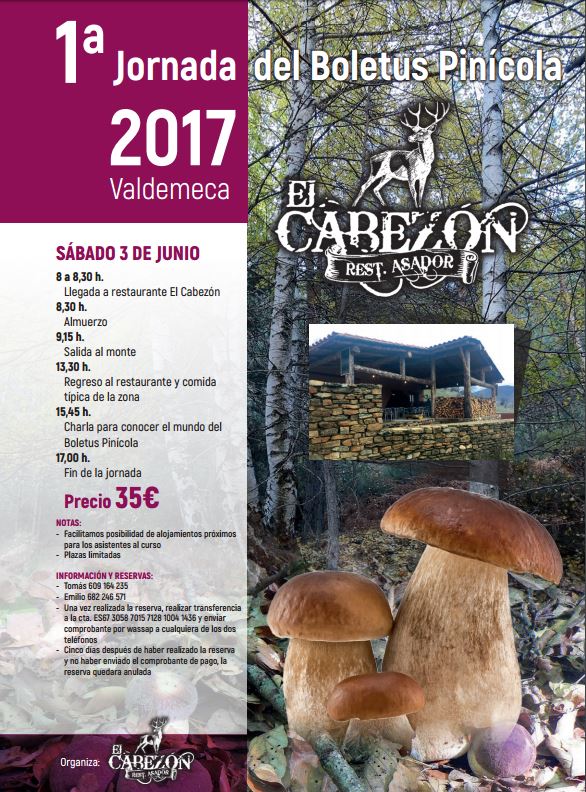 1ª Jornada del Boletus Pinícola
2017
Valdemeca
El
CABEZÓN
REST. ASADOR
SÁBADO 3 DE JUNIO
8 a 8,30 h.
Llegada a restaurante El Cabezón
8,30 h.
Almuerzo
9,15 h.
Salida al monte
13,30 h.
Regreso al restaurante y comida
típica de la zona
15,45 h.
Charla para conocer el mundo del
Boletus Pinícola
17,00 h.
Fin de la jornada
Precio 35€
NOTAS:
- Facilitamos posibilidad de alojamientos próximos
para los asistentes al curso
- Plazas limitadas
INFORMACIÓN Y RESERVAS:
- Tomás 609 164 235
- Emilio 682 246 571
- Una vez realizada la reserva, realizar transferencia
a la cta. ES67 3058 7015 7128 1004 1436 y enviar
comprobante por wassap a cualquiera de los dos
teléfonos
- Cinco días después de haber realizado la reserva
y no haber enviado el comprobante de pago, la
reserva quedara anulada
Organiza:
El
CABEZÓN
REST. ASADOR